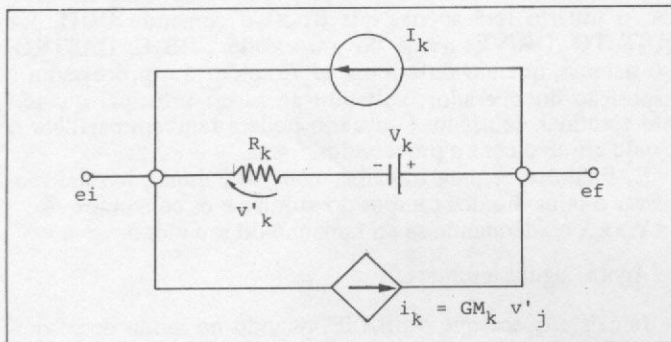 I_k
R_k
V_k
+
ei
ef
v'_k
i_k = GM_k v'_j